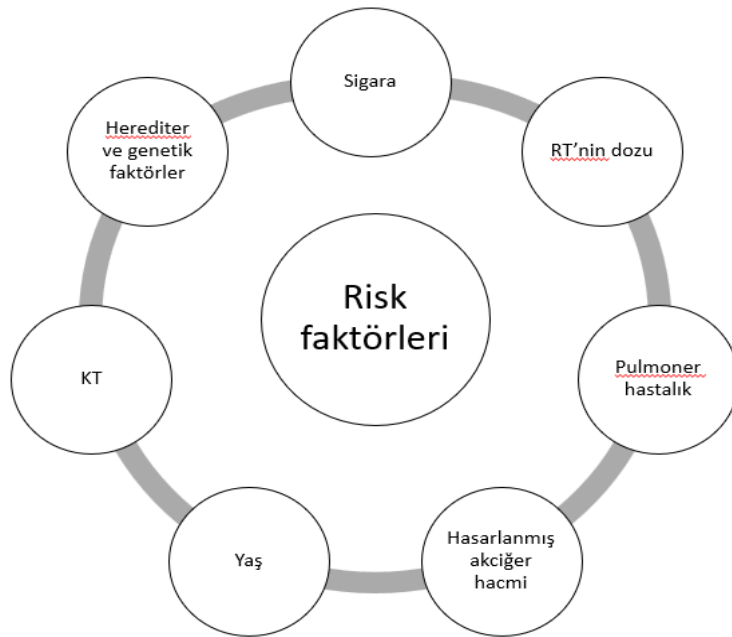 Sigara
RT’nin dozu
Pulmoner
hastalık
Hasarlanmış
akciğer
hacmi
Yaş
KT
Herediter
ve genetik
faktörler
Risk
faktörleri